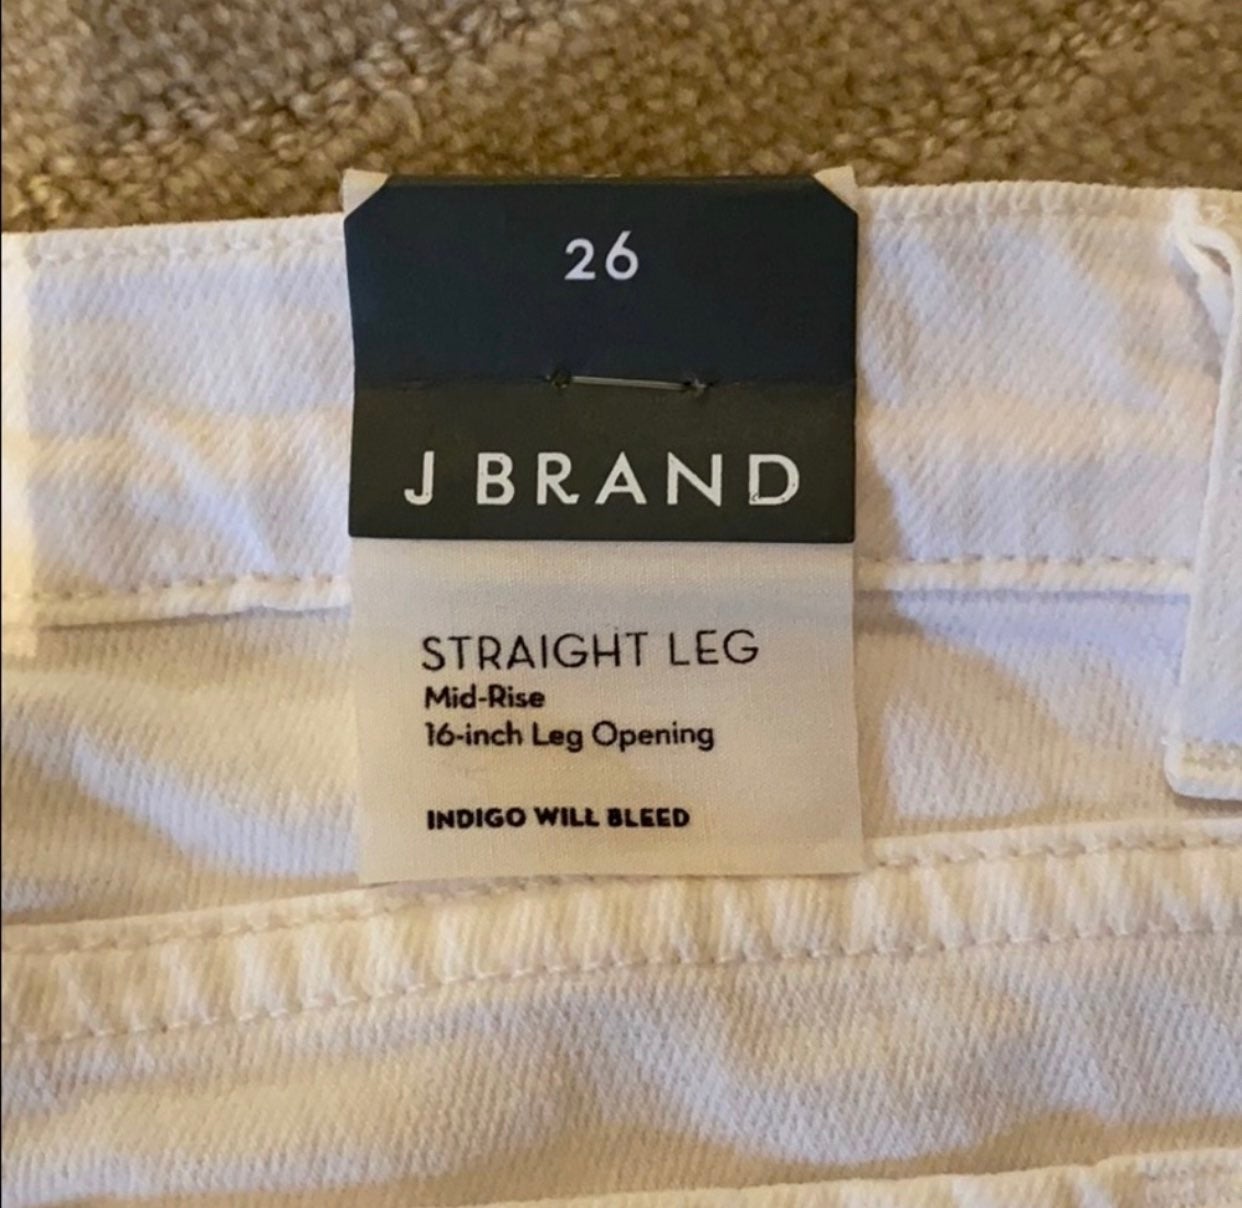 26
J BRAND
STRAIGHT LEG
Mid-Rise
16-inch Leg Opening
INDIGO WILL BLEED